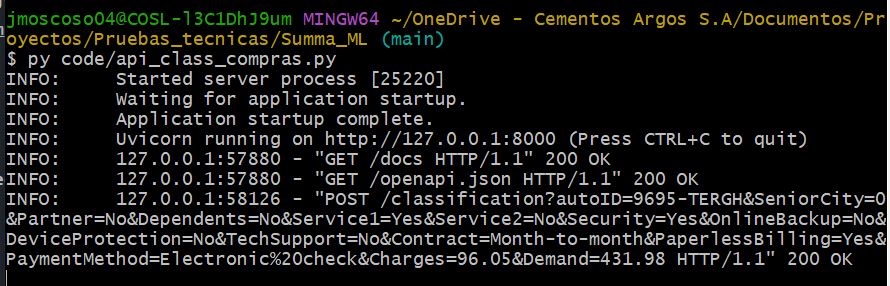 jmoscoso04@COSL-l3C1DhJ9um MINGW64 ~/OneDrive - Cementos Argos S.A/Documentos/Pr
oyectos/Pruebas_tecnicas/Summa_ML (main)
$ py code/api_class_compras.py
INFO:     Started server process [25220]
INFO:     Waiting for application startup.
INFO:     Application startup complete.
INFO:     Uvicorn running on http://127.0.0.1:8000 (Press CTRL+C to quit)
INFO:     127.0.0.1:57880 - "GET /docs HTTP/1.1" 200 OK
INFO:     127.0.0.1:57880 - "GET /openapi.json HTTP/1.1" 200 OK
INFO:     127.0.0.1:58126 - "POST /classification?autoID=9695-TERGH&SeniorCity=0
&Partner=No&Dependents=No&Service1=Yes&Service2=No&Security=Yes&OnlineBackup=No&
DeviceProtection=No&TechSupport=No&Contract=Month-to-month&PaperlessBilling=Yes&
PaymentMethod=Electronic%20check&Charges=96.05&Demand=431.98 HTTP/1.1" 200 OK